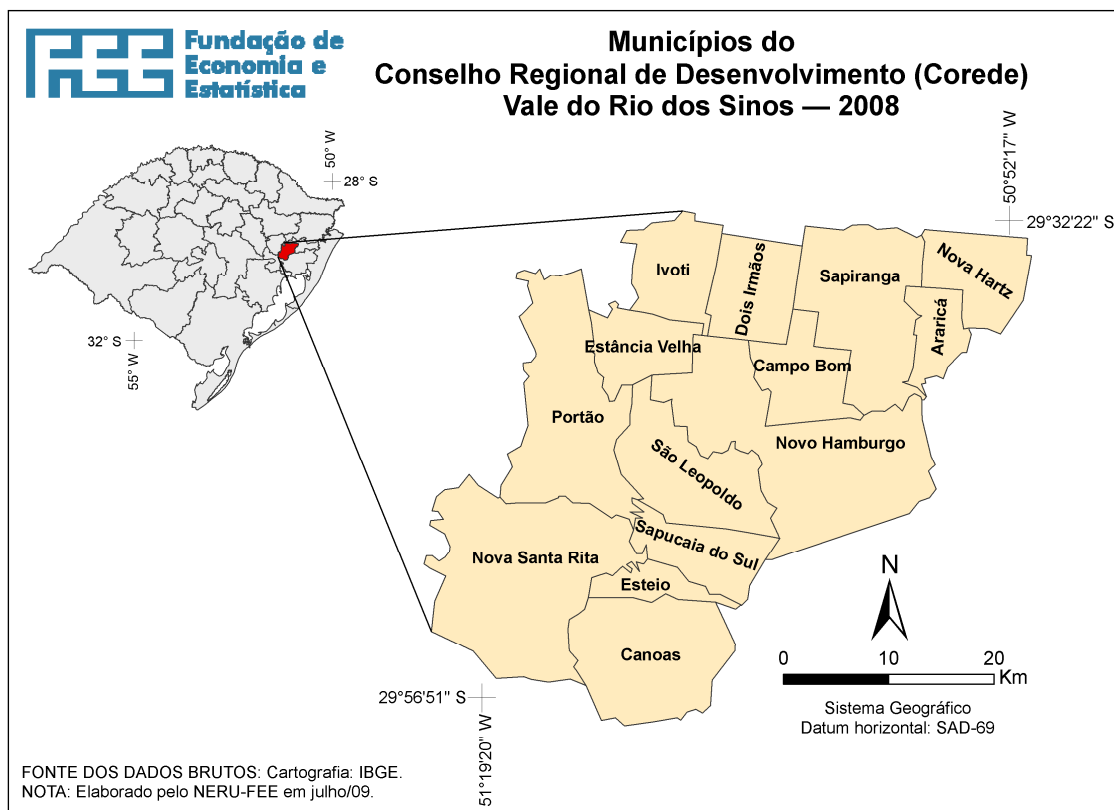 FEE
Fundação de
Economia e
Estatística
Municípios do
Conselho Regional de Desenvolvimento (Corede)
Vale do Rio dos Sinos — 2008
50° W
28° S
32° S
55° W
50°52'17" W
29°32'22" S
Ivoti
Dois Irmãos
Sapiranga
Nova Hartz
Araricá
Estância Velha
Campo Bom
Portão
Novo Hamburgo
São Leopoldo
Sapucaia do Sul
Nova Santa Rita
Esteio
Canoas
N
0 10 20
Km
Sistema Geográfico
Datum horizontal: SAD-69
29°56'51" S
51°19'20" W
FONTE DOS DADOS BRUTOS: Cartografia: IBGE.
NOTA: Elaborado pelo NERU-FEE em julho/09.